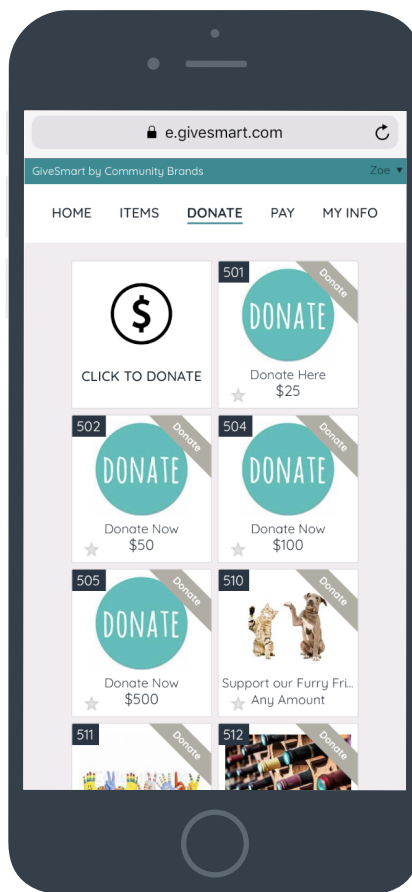 e.givesmart.com
GiveSmart by Community Brands
Zoe ▼
HOME ITEMS DONATE PAY MY INFO
$
CLICK TO DONATE
501
Donate
DONATE
Donate Here
$25
502
Donate
DONATE
Donate Now
$50
504
Donate
DONATE
Donate Now
$100
505
Donate
DONATE
Donate Now
$500
510
Donate
Support our Furry Fri...
Any Amount
511
Donate
512
Donate